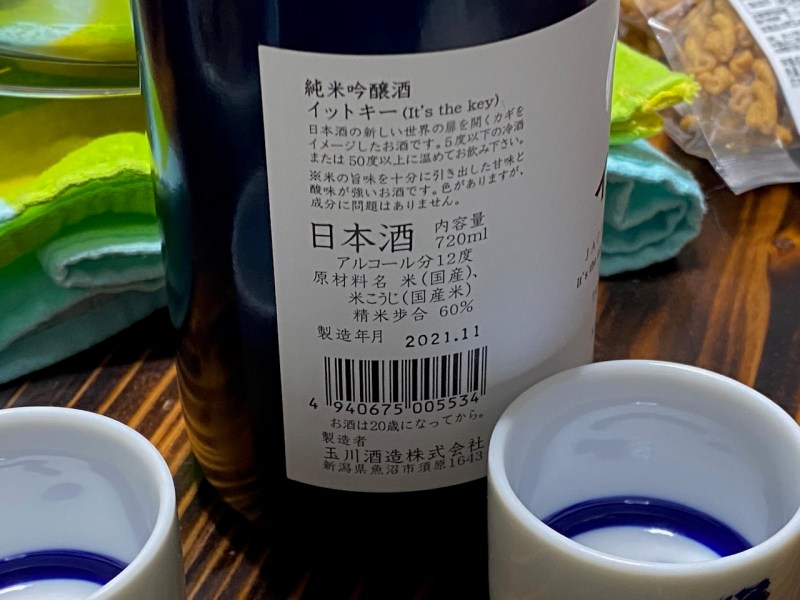 純米吟醸酒
イットキー(It's the key)
日本酒の新しい世界の扉を開くカギを
イメージしたお酒です。5度以下の冷酒
または50度以上に温めてお飲み下さい。
※米の旨味を十分に引き出した甘味と
酸味が強いお酒です。色がありますが、
成分に問題はありません。
日本酒 内容量
720ml
アルコール分12度
原材料名 米(国産)、
米こうじ(国産米)
精米歩合 60%
製造年月 2021.11
4 940675 005534
お酒は20歳になってから。
製造者
玉川酒造株式会社
新潟県魚沼市須原1643